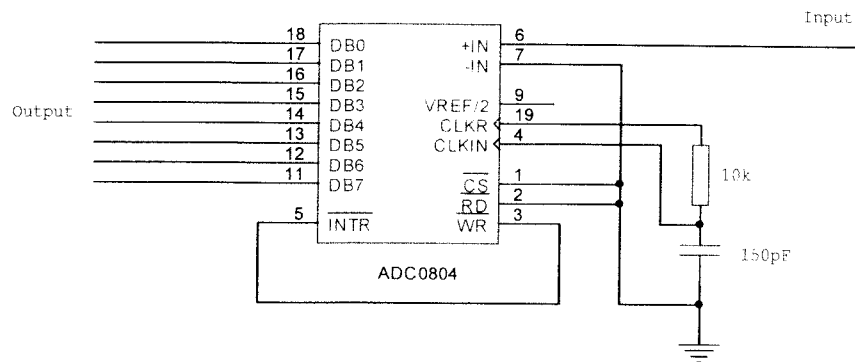 Input
18 DB0 +IN 6
17 DB1 -IN 7
16 DB2
15 DB3 VREF/2 9
Output 14 DB4 CLKR 19
13 DB5 CLKIN 4
12 DB6
11 DB7 CS 1
RD 2
5 INTR WR 3
10k
150pF
ADC0804